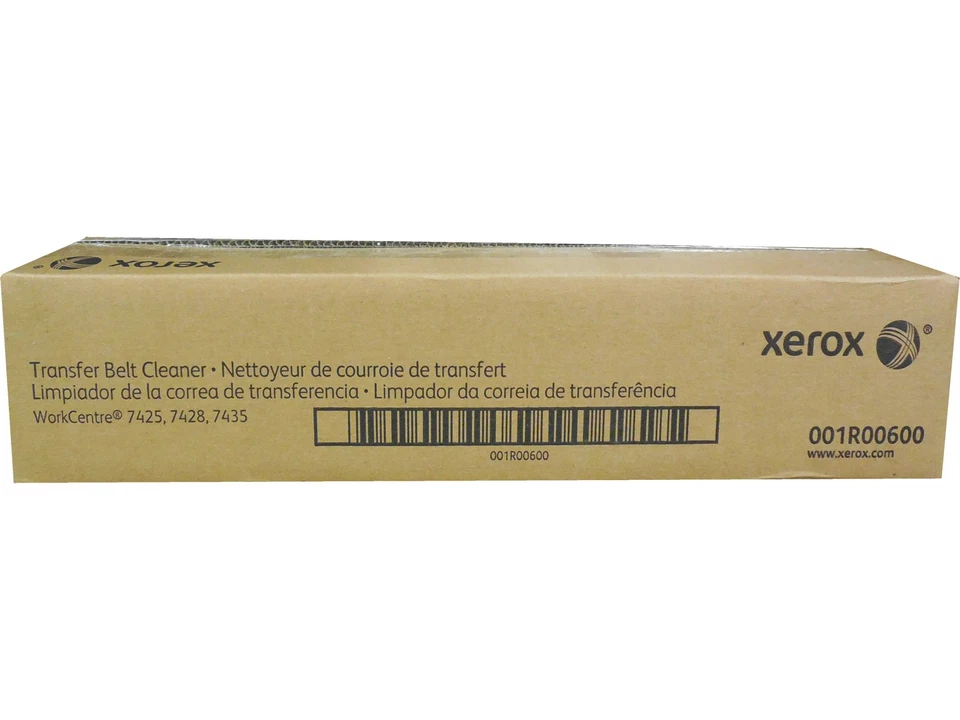 xerox ®
xerox ®
Transfer Belt Cleaner • Nettoyeur de courroie de transfert
Limpiador de la correa de transferencia • Limpador da correia de transferência
WorkCentre® 7425, 7428, 7435
001R00600
001R00600
www.xerox.com